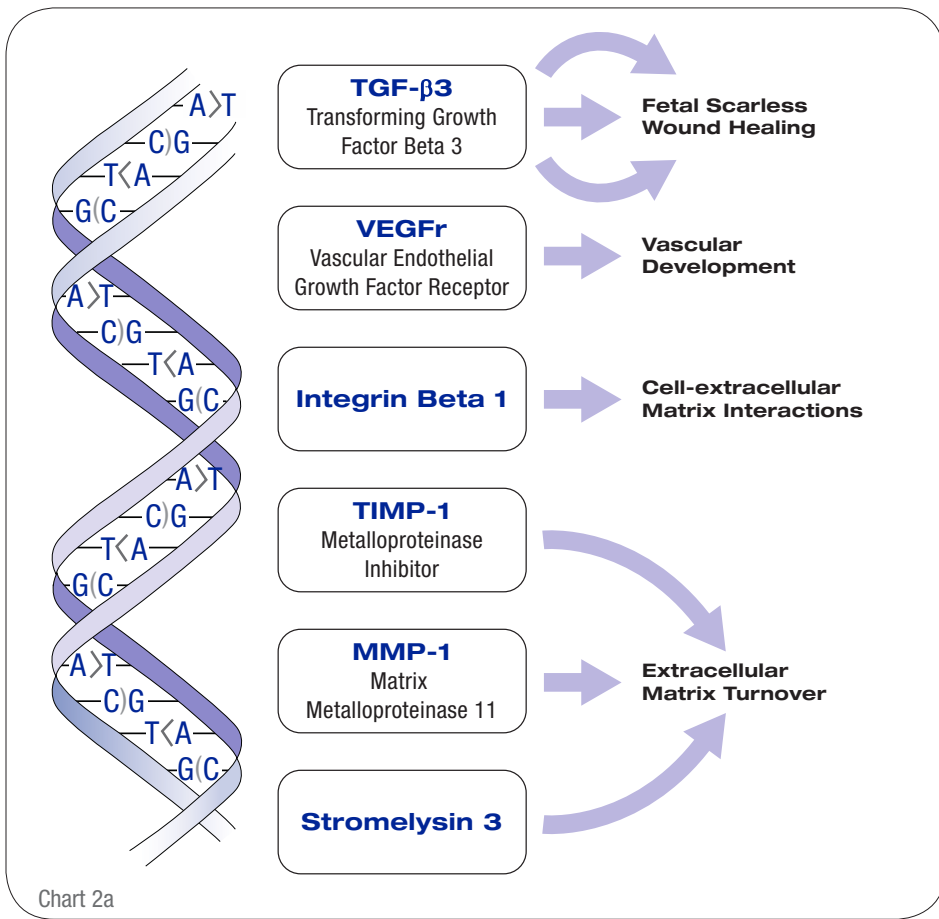 A>T
C)G
T<A
G(C
A>T
C)G
T<A
G(C
A>T
C)G
T<A
G(C
A>T
C)G
T<A
G(C
TGF-β3
Transforming Growth
Factor Beta 3
Fetal Scarless
Wound Healing
VEGFr
Vascular Endothelial
Growth Factor Receptor
Vascular
Development
Integrin Beta 1
Cell-extracellular
Matrix Interactions
TIMP-1
Metalloproteinase
Inhibitor
MMP-1
Matrix
Metalloproteinase 11
Extracellular
Matrix Turnover
Stromelysin 3
Chart 2a